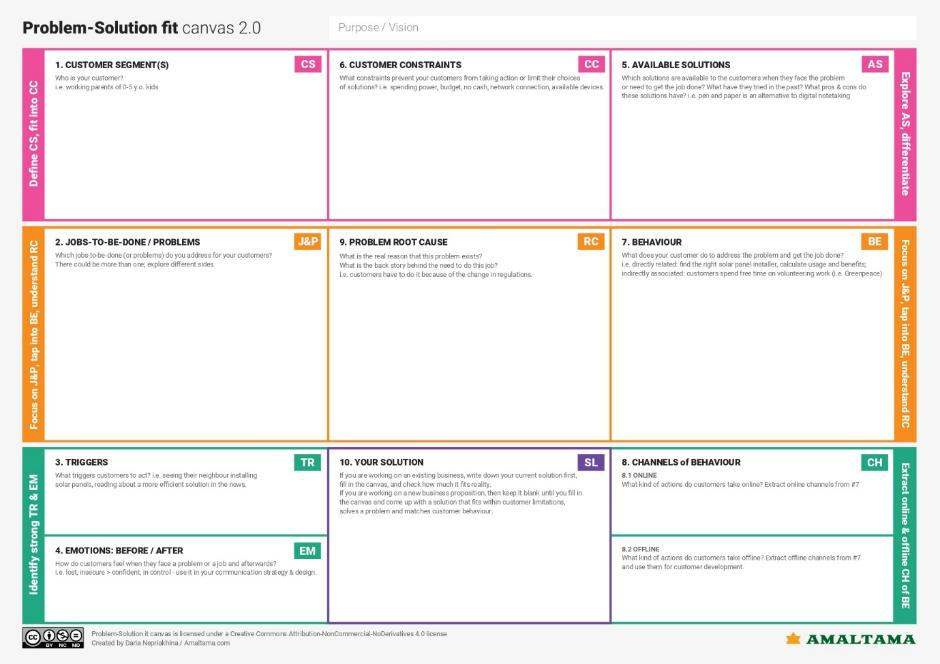 Problem-Solution fit canvas 2.0
Purpose / Vision
Define CS, fit into CC
1. CUSTOMER SEGMENT(S)
CS
Who is your customer?
i.e. working parents of 0-5 y.o. kids
6. CUSTOMER CONSTRAINTS
CC
What constraints prevent your customers from taking action or limit their choices
of solutions? i.e. spending power, budget, no cash, network connection, available devices.
5. AVAILABLE SOLUTIONS
AS
Which solutions are available to the customers when they face the problem
or need to get the job done? What have they tried in the past? What pros & cons do
these solutions have? i.e. pen and paper is an alternative to digital notetaking
Explore AS, differentiate
Focus on J&P, tap into BE, understand RC
2. JOBS-TO-BE-DONE / PROBLEMS
J&P
Which jobs-to-be-done (or problems) do you address for your customers?
There could be more than one; explore different sides.
9. PROBLEM ROOT CAUSE
RC
What is the real reason that this problem exists?
What is the back story behind the need to do this job?
i.e. customers have to do it because of the change in regulations.
7. BEHAVIOUR
BE
What does your customer do to address the problem and get the job done?
i.e. directly related: find the right solar panel installer, calculate usage and benefits;
indirectly associated: customers spend free time on volunteering work (i.e. Greenpeace)
Focus on J&P, tap into BE, understand RC
Identify strong TR & EM
3. TRIGGERS
TR
What triggers customers to act? i.e. seeing their neighbour installing
solar panels, reading about a more efficient solution in the news.
4. EMOTIONS: BEFORE / AFTER
EM
How do customers feel when they face a problem or a job and afterwards?
i.e. lost, insecure > confident, in control - use it in your communication strategy & design.
10. YOUR SOLUTION
SL
If you are working on an existing business, write down your current solution first,
fill in the canvas, and check how much it fits reality.
If you are working on a new business proposition, then keep it blank until you fill in
the canvas and come up with a solution that fits within customer limitations,
solves a problem and matches customer behaviour.
8. CHANNELS of BEHAVIOUR
CH
8.1 ONLINE
What kind of actions do customers take online? Extract online channels from #7
8.2 OFFLINE
What kind of actions do customers take offline? Extract offline channels from #7
and use them for customer development.
Extract online & offline CH of BE
CC BY NC ND
Problem-Solution it canvas is licensed under a Creative Commons Attribution-NonCommercial-NoDerivatives 4.0 license
Created by Daria Nepriakhina / Amaltama.com
AMALTAMA